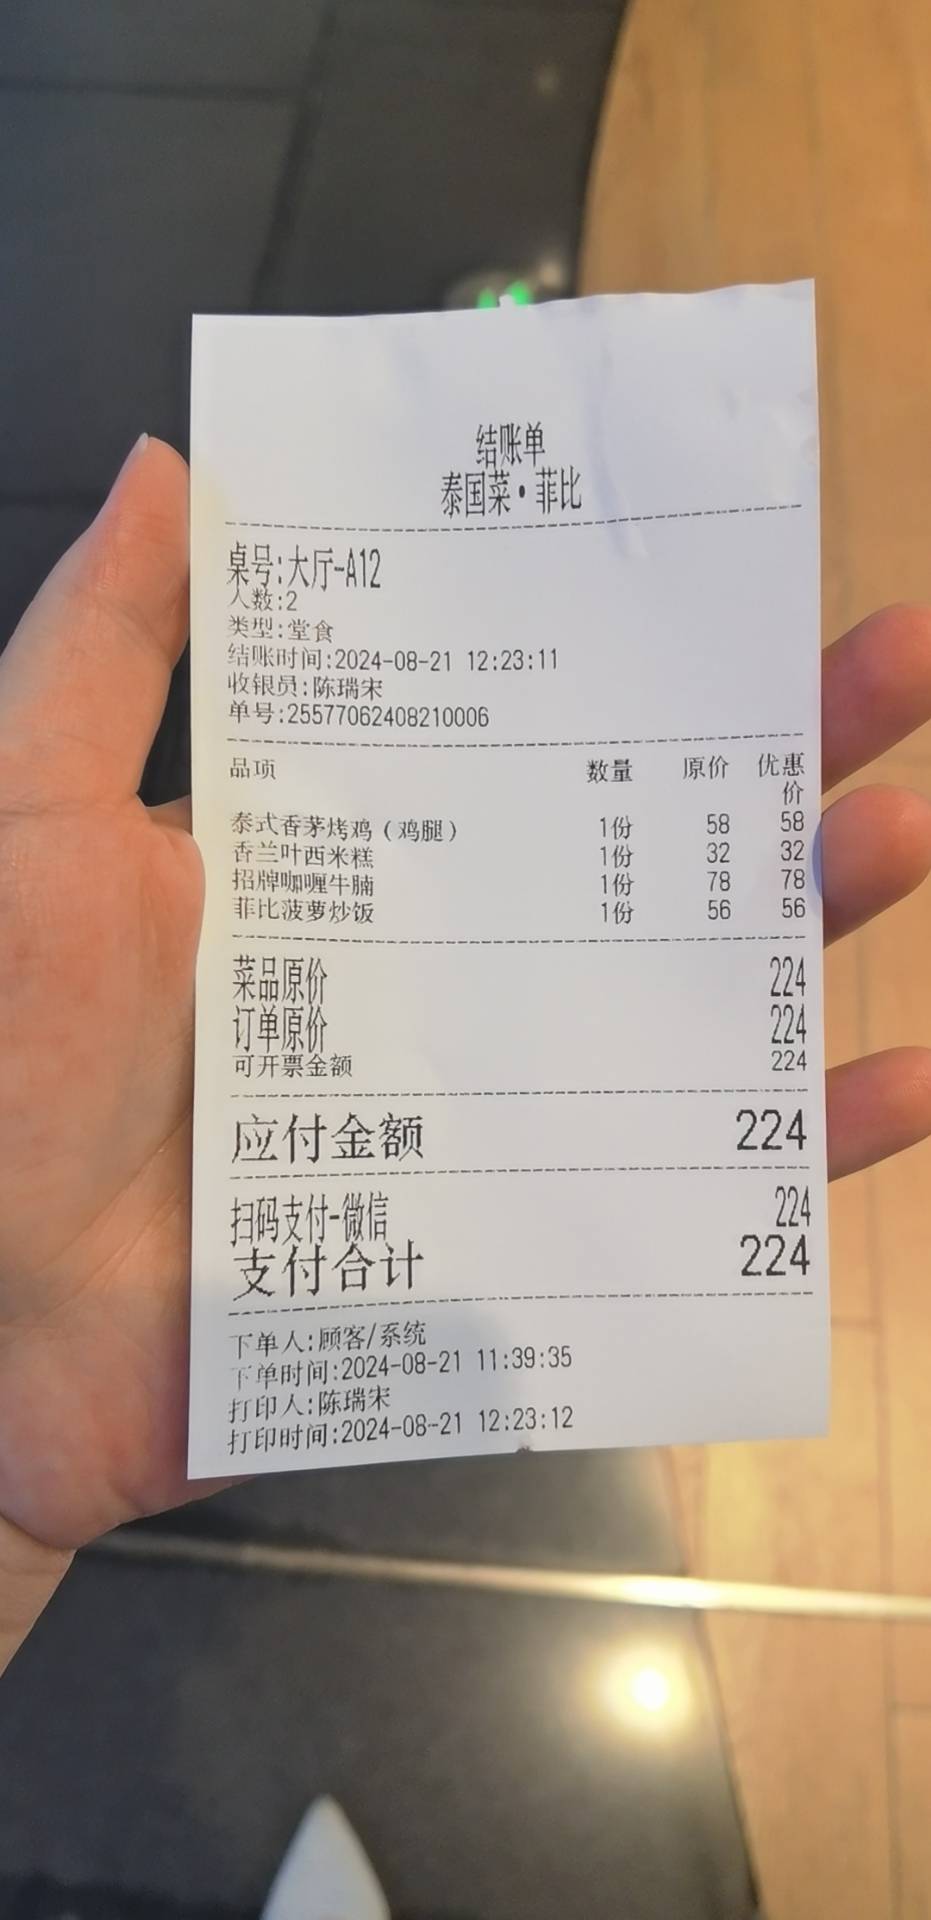 结账单
泰国菜·菲比
桌号:大厅-A12
人数:2
类型:堂食
结账时间:2024-08-21 12:23:11
收银员:陈瑞宋
单号:25577062408210006
品项 数量 原价 优惠价
泰式香茅烤鸡（鸡腿） 1份 58 58
香兰叶西米糕 1份 32 32
招牌咖喱牛腩 1份 78 78
菲比菠萝炒饭 1份 56 56
菜品原价 224
订单原价 224
可开票金额 224
应付金额 224
扫码支付-微信 224
支付合计 224
下单人:顾客/系统
下单时间:2024-08-21 11:39:35
打印人:陈瑞宋
打印时间:2024-08-21 12:23:12